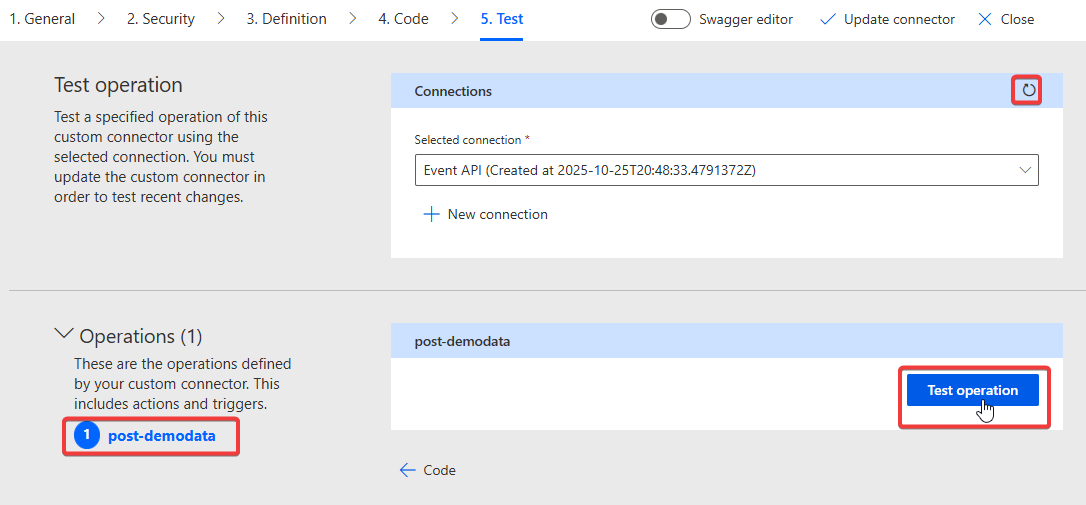 1. General > 2. Security > 3. Definition > 4. Code > 5. Test Swagger editor Update connector Close
Test operation
Test a specified operation of this
custom connector using the
selected connection. You must
update the custom connector in
order to test recent changes.
Connections
Selected connection *
Event API (Created at 2025-10-25T20:48:33.4791372Z)
New connection
Operations (1)
These are the operations defined
by your custom connector. This
includes actions and triggers.
1 post-demodata
post-demodata
Test operation
Code